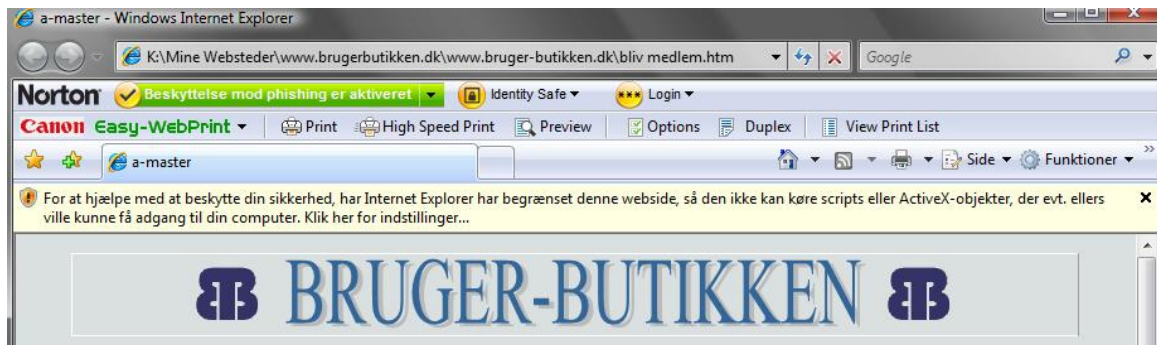 a-master - Windows Internet Explorer
K:\Mine Websteder\www.brugerbutikken.dk\www.bruger-butikken.dk\bliv medlem.htm Google
Norton Beskyttelse mod phishing er aktiveret Identity Safe Login
Canon Easy-WebPrint Print High Speed Print Preview Options Duplex View Print List
a-master Side Funktioner
For at hjælpe med at beskytte din sikkerhed, har Internet Explorer har begrænset denne webside, så den ikke kan køre scripts eller ActiveX-objekter, der evt. ellers
ville kunne få adgang til din computer. Klik her for indstillinger...
BRUGER-BUTIKKEN